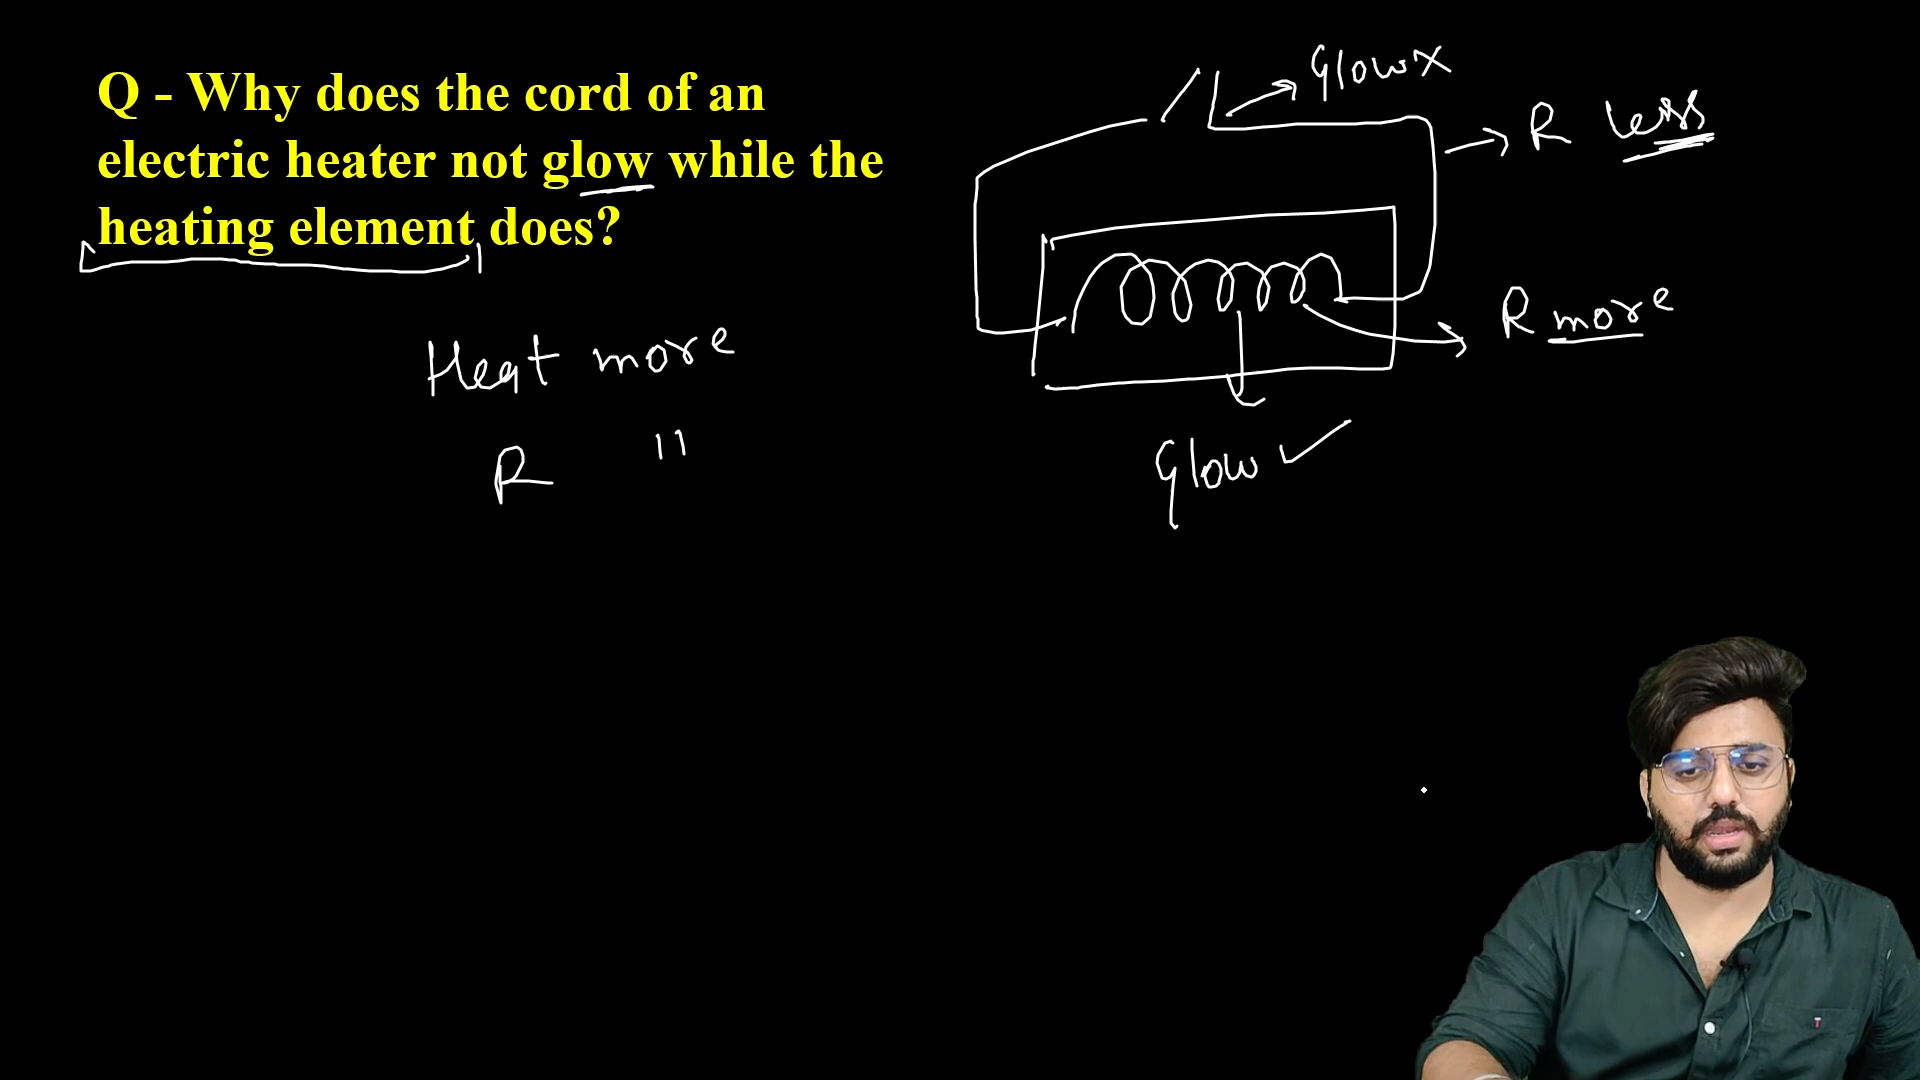 Q - Why does the cord of an
electric heater not glow while the
heating element does?
Glow×
R less
R more
Heat more
R "
Glow ✓